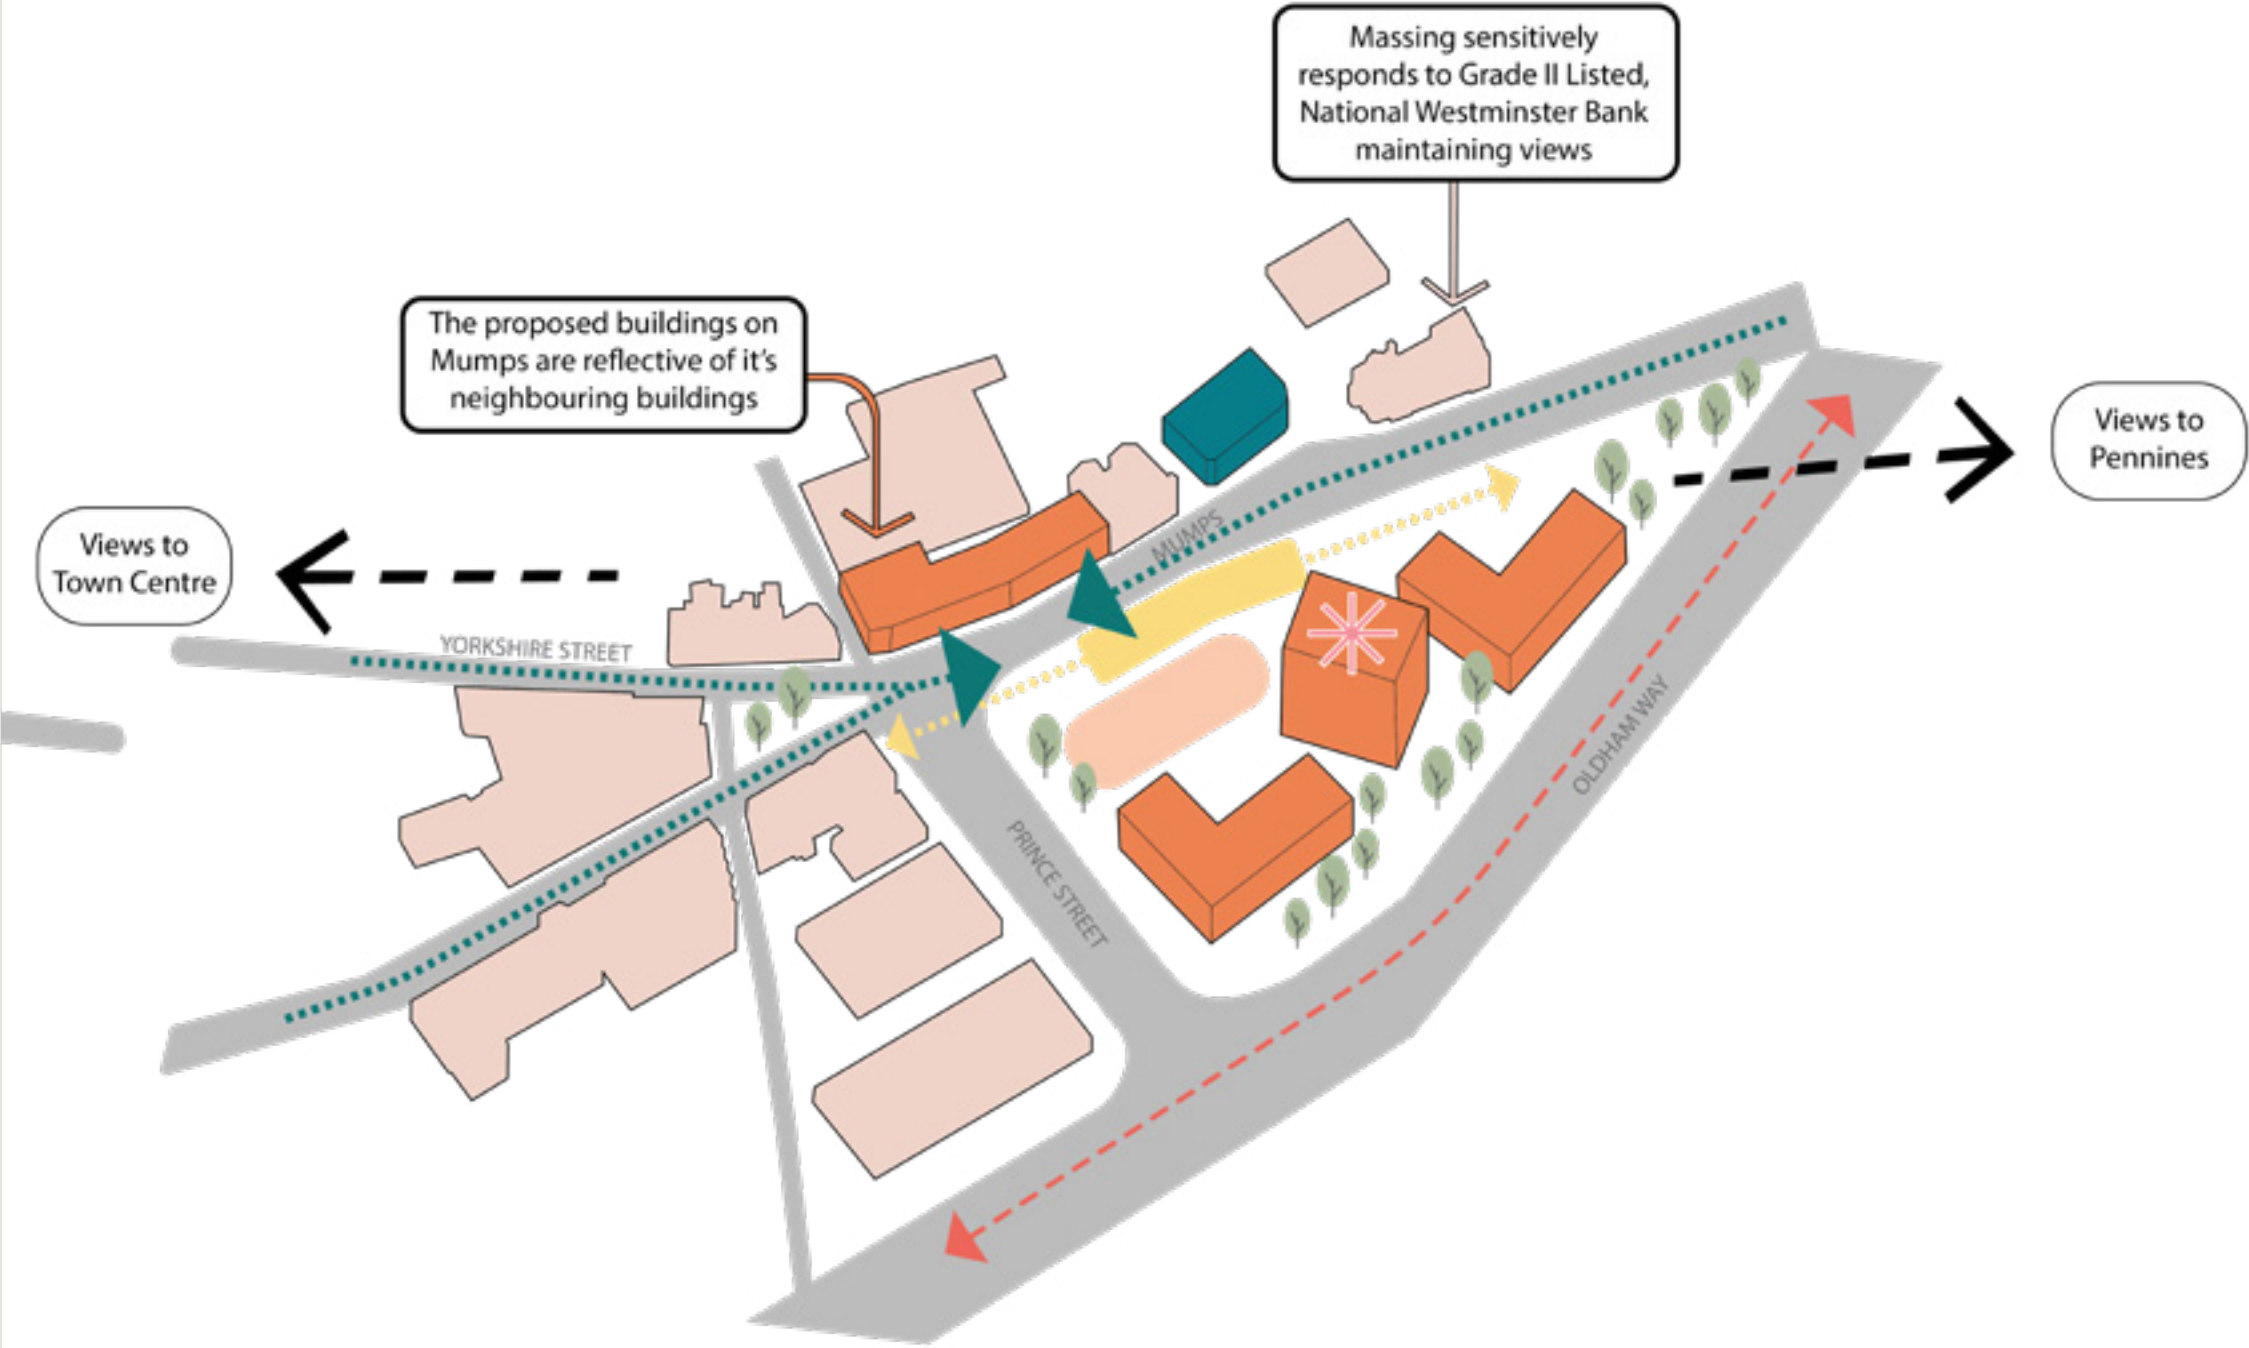 Massing sensitively
responds to Grade II Listed,
National Westminster Bank
maintaining views
The proposed buildings on
Mumps are reflective of it's
neighbouring buildings
Views to
Pennines
Views to
Town Centre
MUMPS
YORKSHIRE STREET
OLDHAM WAY
PRINCE STREET